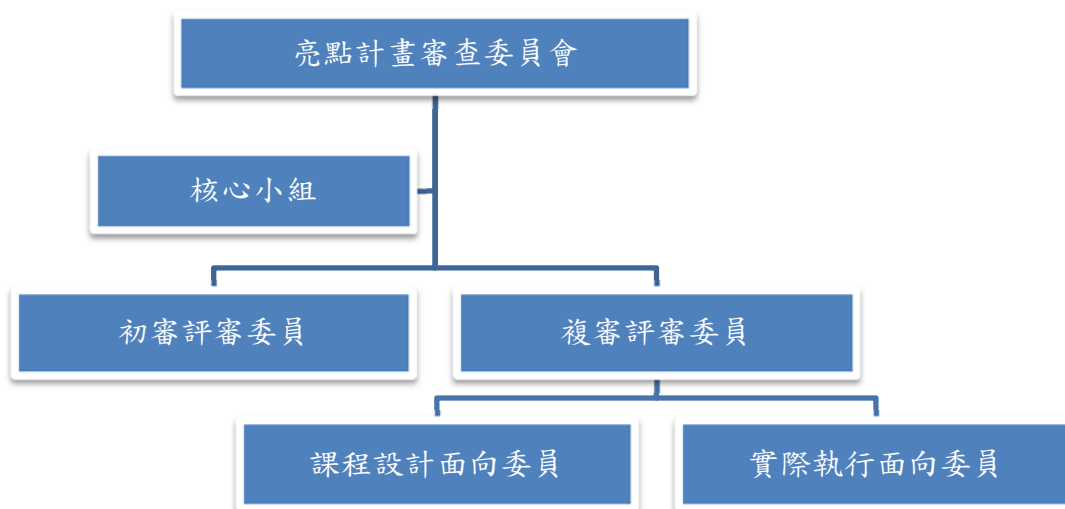 亮點計畫審查委員會
核心小組
初審評審委員
複審評審委員
課程設計面向委員
實際執行面向委員